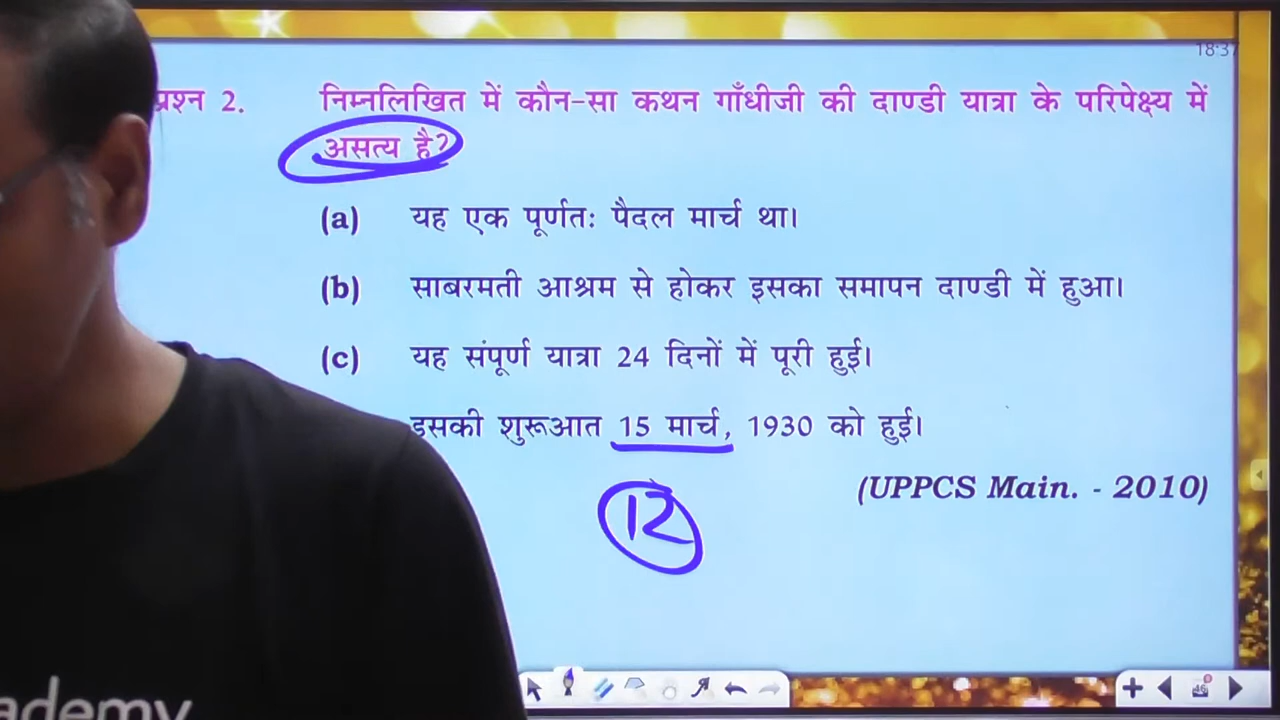 18:37
प्रश्न 2. निम्नलिखित में कौन-सा कथन गाँधीजी की दाण्डी यात्रा के परिपेक्ष्य में
असत्य है?
(a) यह एक पूर्णतः पैदल मार्च था।
(b) साबरमती आश्रम से होकर इसका समापन दाण्डी में हुआ।
(c) यह संपूर्ण यात्रा 24 दिनों में पूरी हुई।
इसकी शुरूआत 15 मार्च, 1930 को हुई।
(UPPCS Main. - 2010)
12
ademy
46